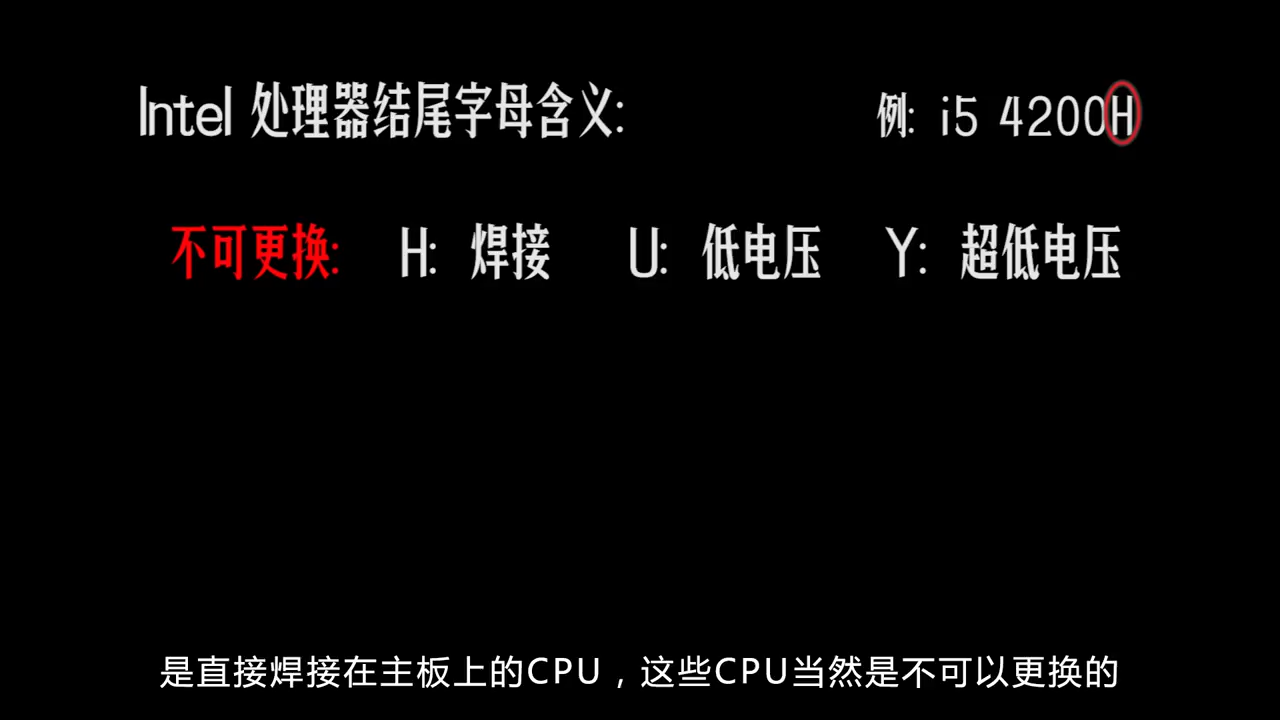 Intel 处理器结尾字母含义: 例: i5 4200H
不可更换: H: 焊接 U: 低电压 Y: 超低电压
是直接焊接在主板上的CPU，这些CPU当然是不可以更换的